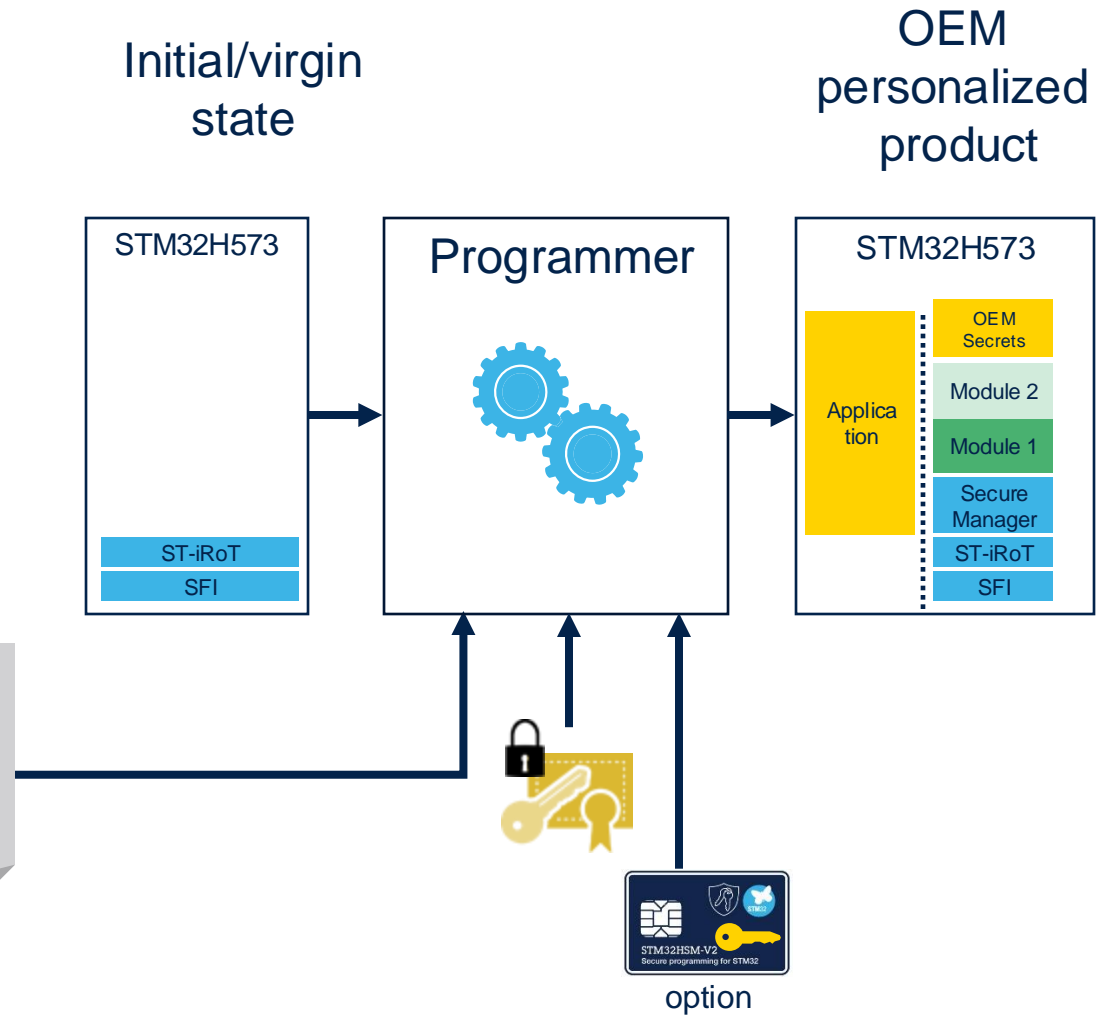 Initial/virgin
state
OEM
personalized
product
STM32H573
ST-iRoT
SFI
Programmer
STM32H573
Applica
tion
OEM
Secrets
Module 2
Module 1
Secure
Manager
ST-iRoT
SFI
STM32
STM32HSM-V2
Secure programming for STM32
option